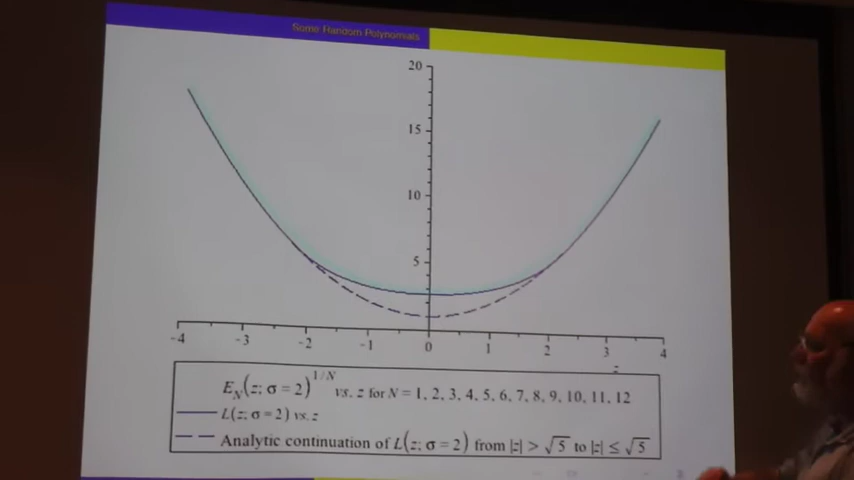 Some Random Polynomials
20
15
10
5
-4 -3 -2 -1 0 1 2 3 4
z
E_N(z; σ = 2)^{1/N} vs. z for N = 1, 2, 3, 4, 5, 6, 7, 8, 9, 10, 11, 12
L(z; σ = 2) vs. z
Analytic continuation of L(z; σ = 2) from |z| > √5 to |z| ≤ √5